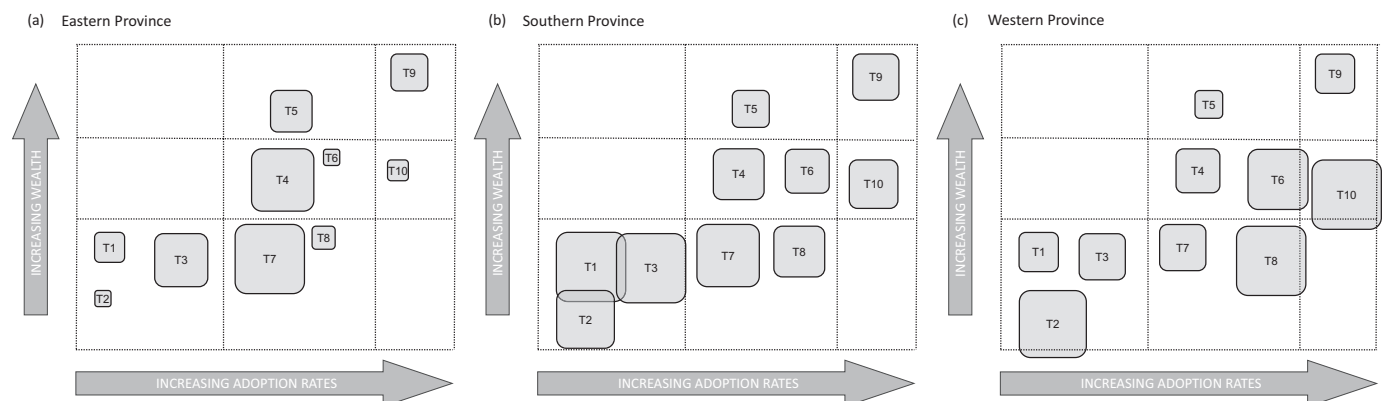 (a) Eastern Province
(b) Southern Province
(c) Western Province
INCREASING WEALTH
T9
T5
T6
T4
T10
T1
T3
T7
T8
T2
INCREASING ADOPTION RATES
INCREASING WEALTH
T9
T5
T4
T6
T10
T1
T3
T7
T8
T2
INCREASING ADOPTION RATES
INCREASING WEALTH
T9
T5
T4
T6
T10
T1
T3
T7
T8
T2
INCREASING ADOPTION RATES